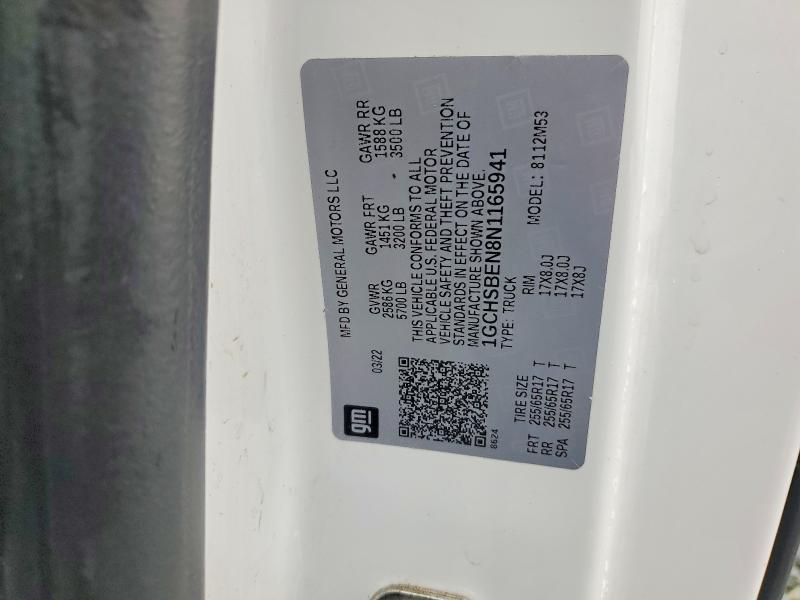 gm
03/22
MFD BY GENERAL MOTORS LLC
GVWR GAWR FRT GAWR RR
2586 KG 1451 KG 1588 KG
5700 LB 3200 LB - 3500 LB
THIS VEHICLE CONFORMS TO ALL
APPLICABLE U.S. FEDERAL MOTOR
VEHICLE SAFETY AND THEFT PREVENTION
STANDARDS IN EFFECT ON THE DATE OF
MANUFACTURE SHOWN ABOVE.
1GCHSBEN8N1165941
8624
TYPE: TRUCK
MODEL: 8112M53
TIRE SIZE RIM
FRT 255/65R17 T 17X8.0J
RR 255/65R17 T 17X8.0J
SPA 255/65R17 T 17X8J